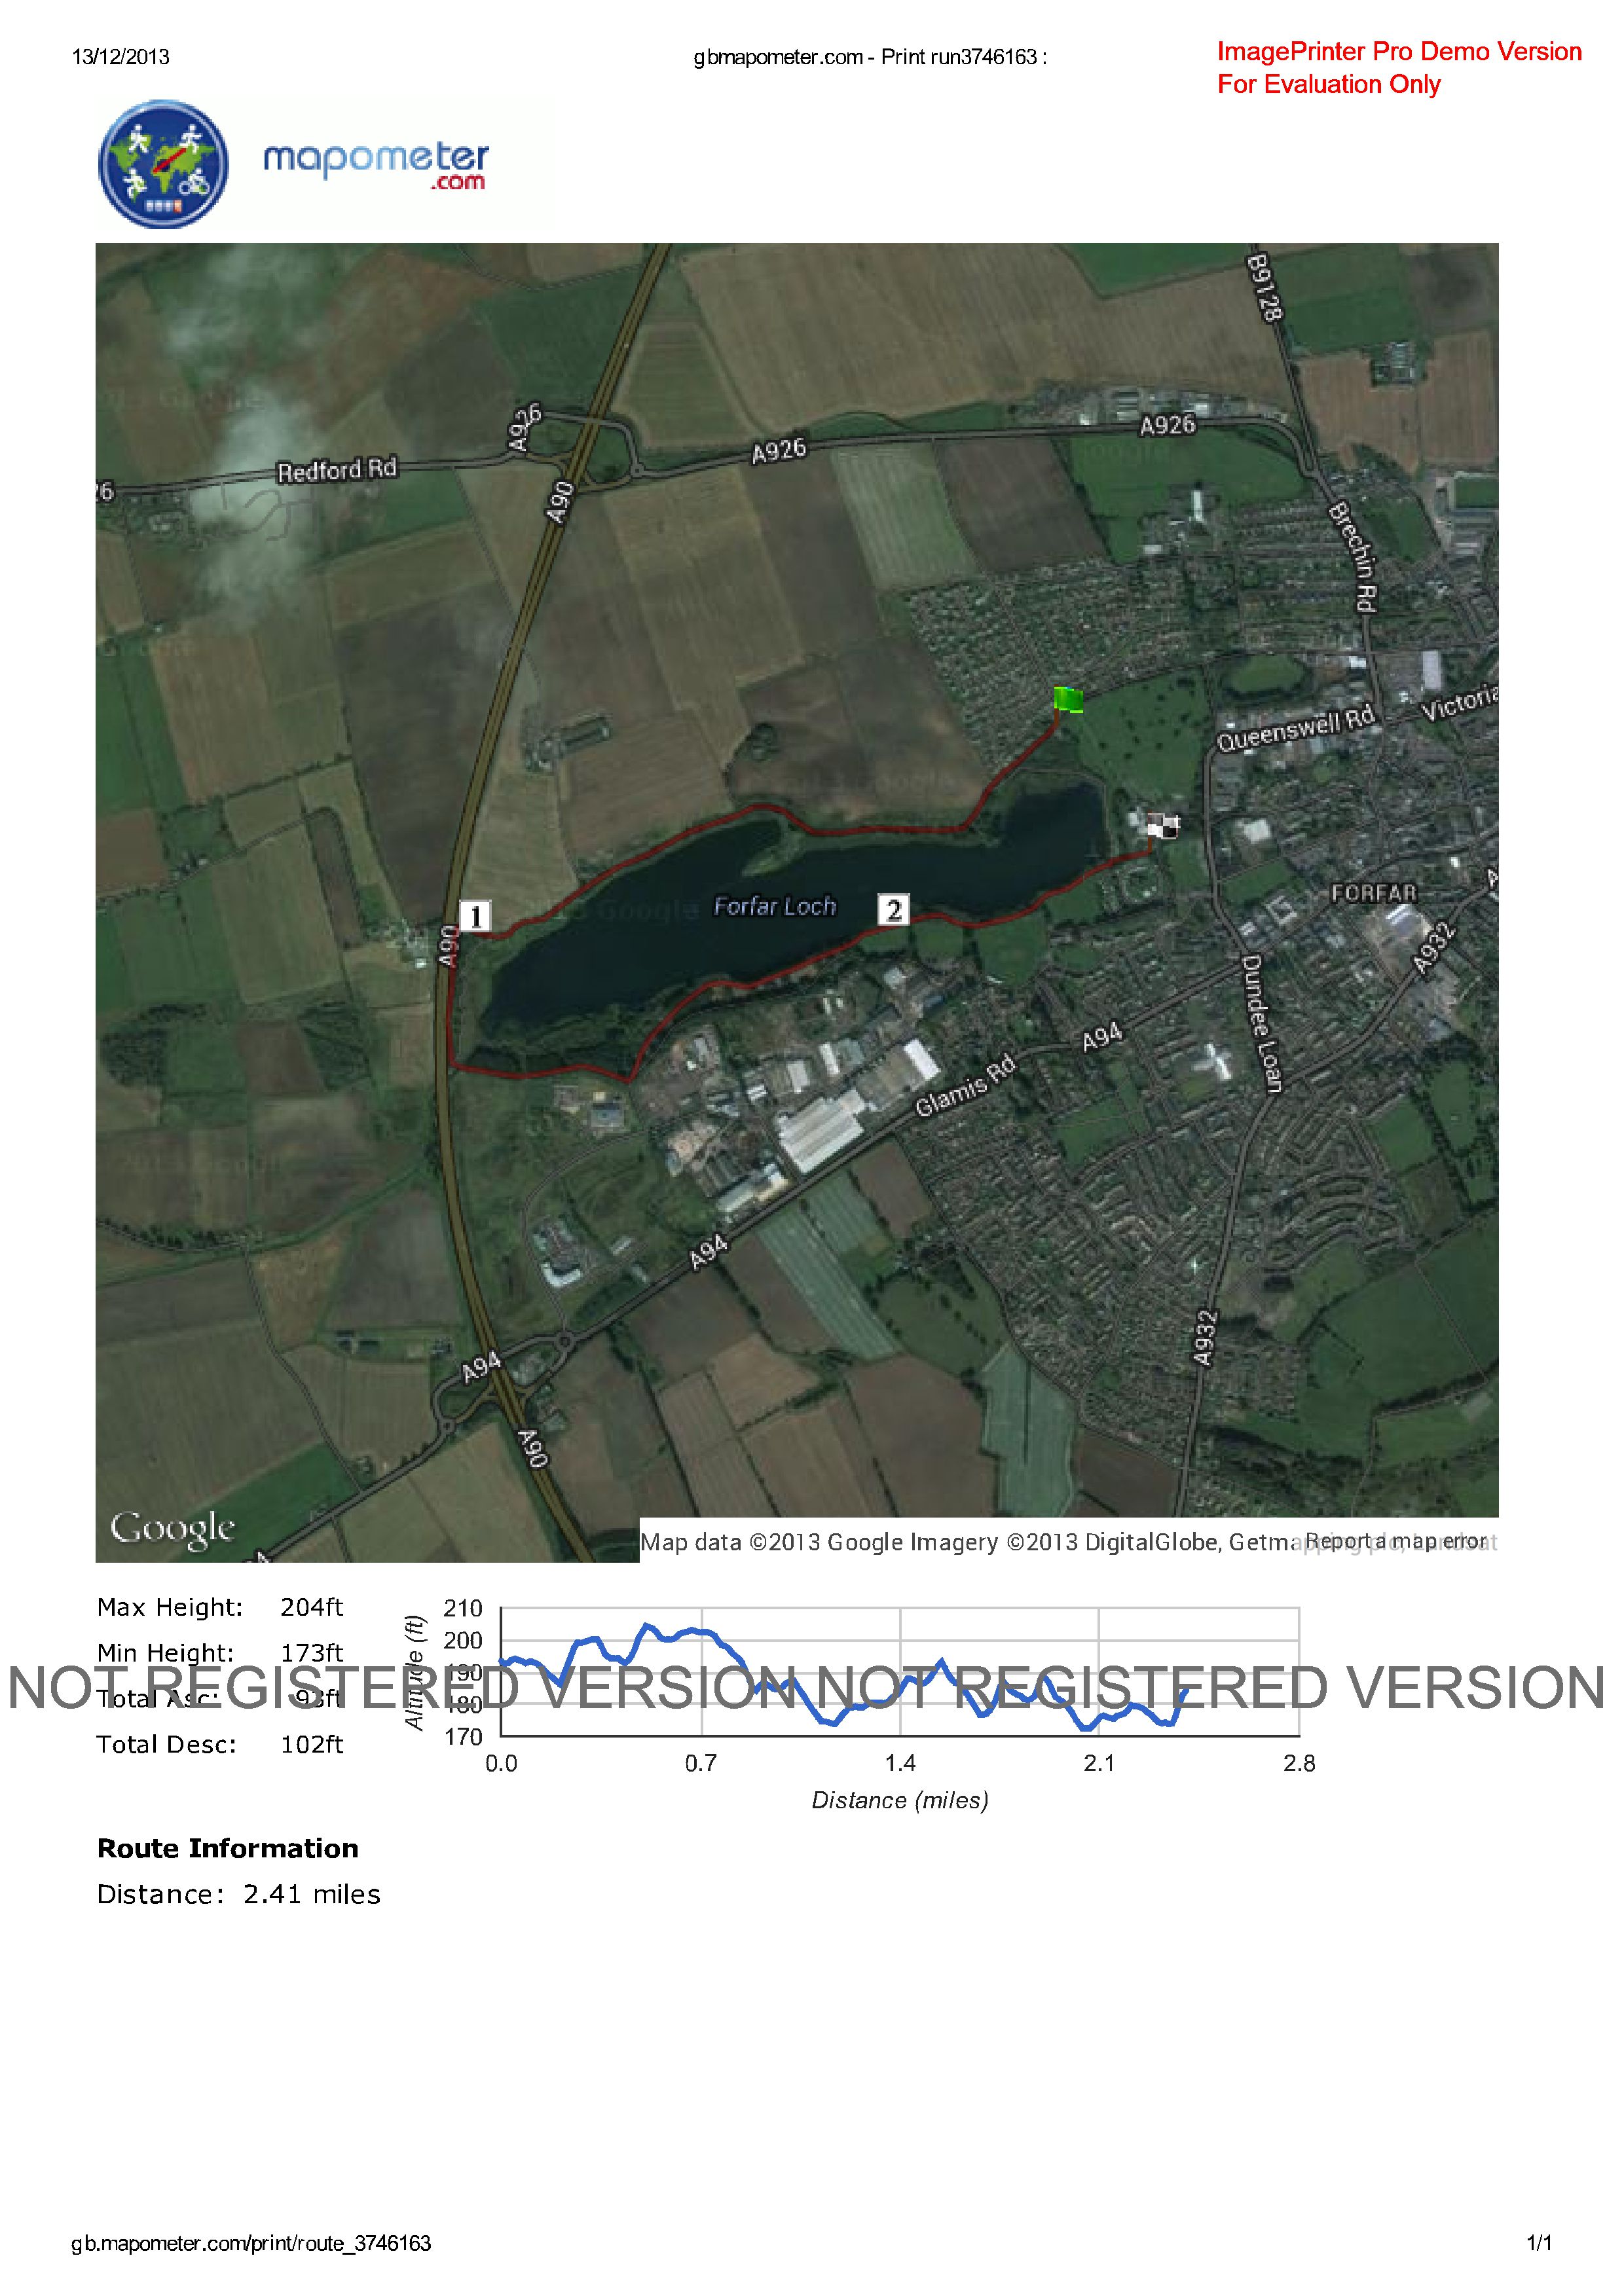 13/12/2013
gbmapometer.com - Print run3746163 :
ImagePrinter Pro Demo Version
For Evaluation Only
mapometer
.com
B9128
A926
A926
A926
Redford Rd
26
A90
Brechin Rd
Victoria
Queenswell Rd
1
Forfar Loch
2
FORFAR
A90
A932
Dundee Loan
A94
Glamis Rd
A94
A932
A94
A90
Google
Map data ©2013 Google Imagery ©2013 DigitalGlobe, Getmapping plc, Landsat
Report a map error
Max Height: 204ft
Min Height: 173ft
Total Asc: 93ft
Total Desc: 102ft
Altitude (ft)
210
200
190
180
170
0.0 0.7 1.4 2.1 2.8
Distance (miles)
NOT REGISTERED VERSION NOT REGISTERED VERSION
Route Information
Distance: 2.41 miles
gb.mapometer.com/print/route_3746163
1/1